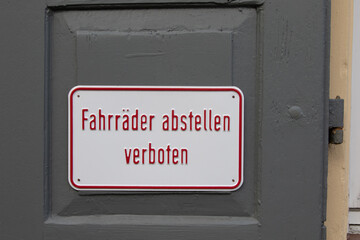 Fahrräder abstellen
verboten